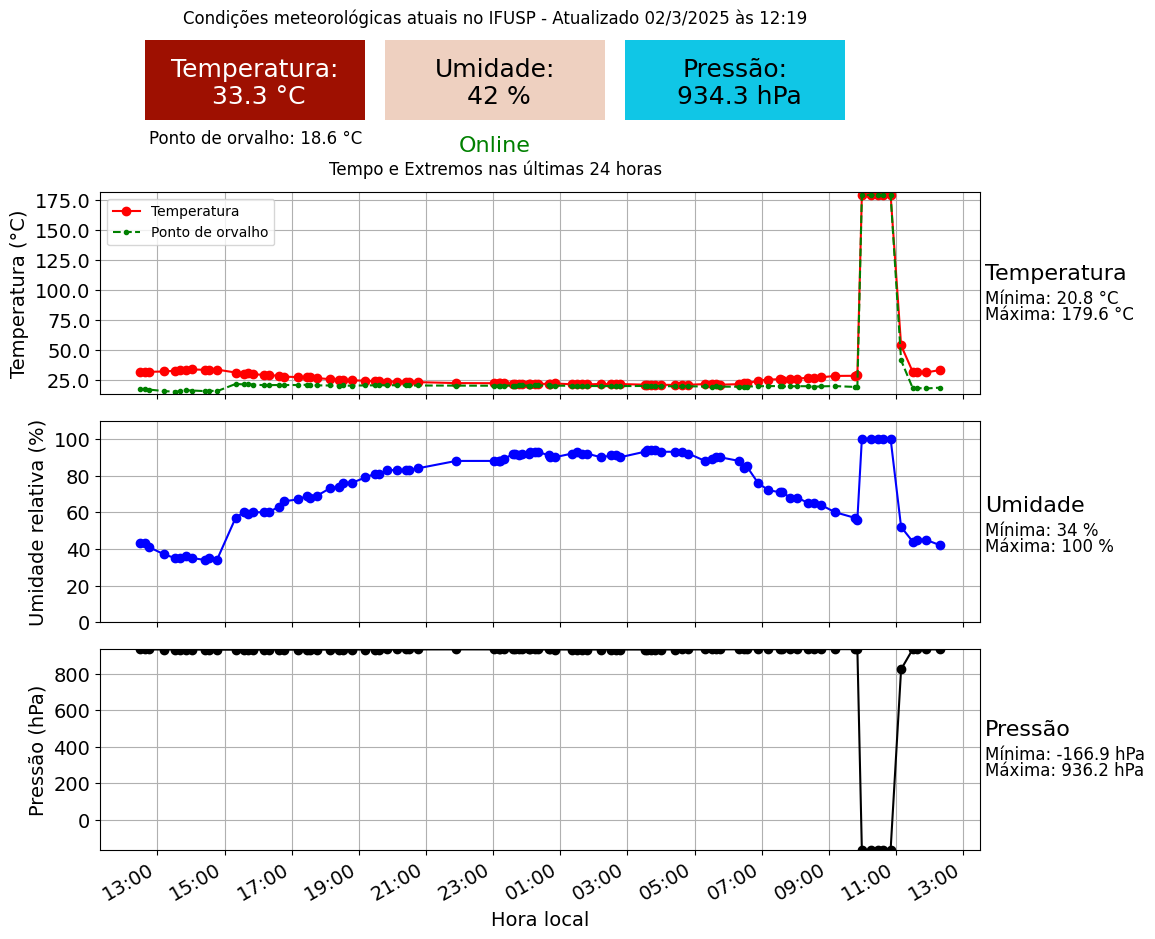 Condições meteorológicas atuais no IFUSP - Atualizado 02/3/2025 às 12:19
Temperatura:
33.3 °C
Umidade:
42 %
Pressão:
934.3 hPa
Ponto de orvalho: 18.6 °C
Online
Tempo e Extremos nas últimas 24 horas
Temperatura (°C)
175.0
150.0
125.0
100.0
75.0
50.0
25.0
Temperatura
Ponto de orvalho
Temperatura
Mínima: 20.8 °C
Máxima: 179.6 °C
Umidade relativa (%)
100
80
60
40
20
0
Umidade
Mínima: 34 %
Máxima: 100 %
Pressão (hPa)
800
600
400
200
0
Pressão
Mínima: -166.9 hPa
Máxima: 936.2 hPa
13:00 15:00 17:00 19:00 21:00 23:00 01:00 03:00 05:00 07:00 09:00 11:00 13:00
Hora local